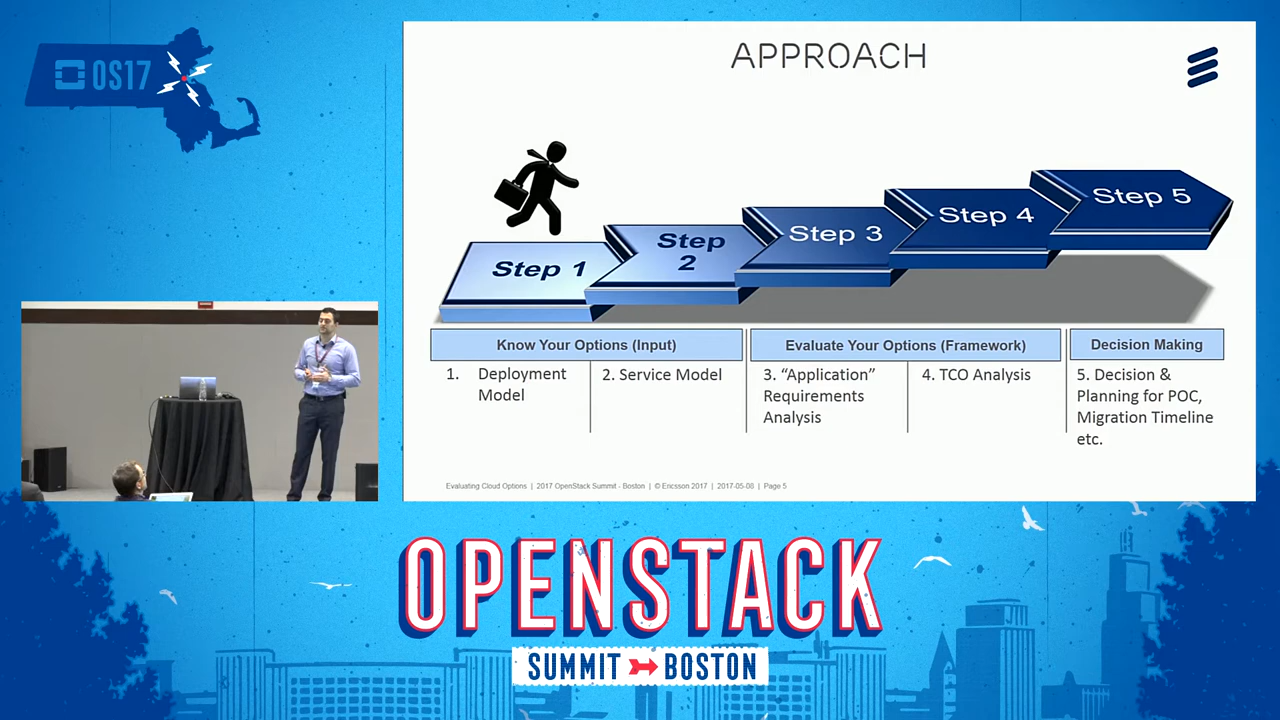 OS17
APPROACH
Step 1
Step
2
Step 3
Step 4
Step 5
Know Your Options (Input)
Evaluate Your Options (Framework)
Decision Making
1. Deployment
Model
2. Service Model
3. “Application”
Requirements
Analysis
4. TCO Analysis
5. Decision &
Planning for POC,
Migration Timeline
etc.
Evaluating Cloud Options | 2017 OpenStack Summit - Boston | © Ericsson 2017 | 2017-05-08 | Page 5
OPENSTACK
SUMMIT BOSTON